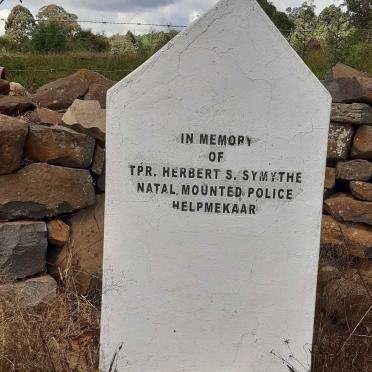 IN MEMORY
OF
TPR. HERBERT S. SYMYTHE
NATAL MOUNTED POLICE
HELPMEKAAR